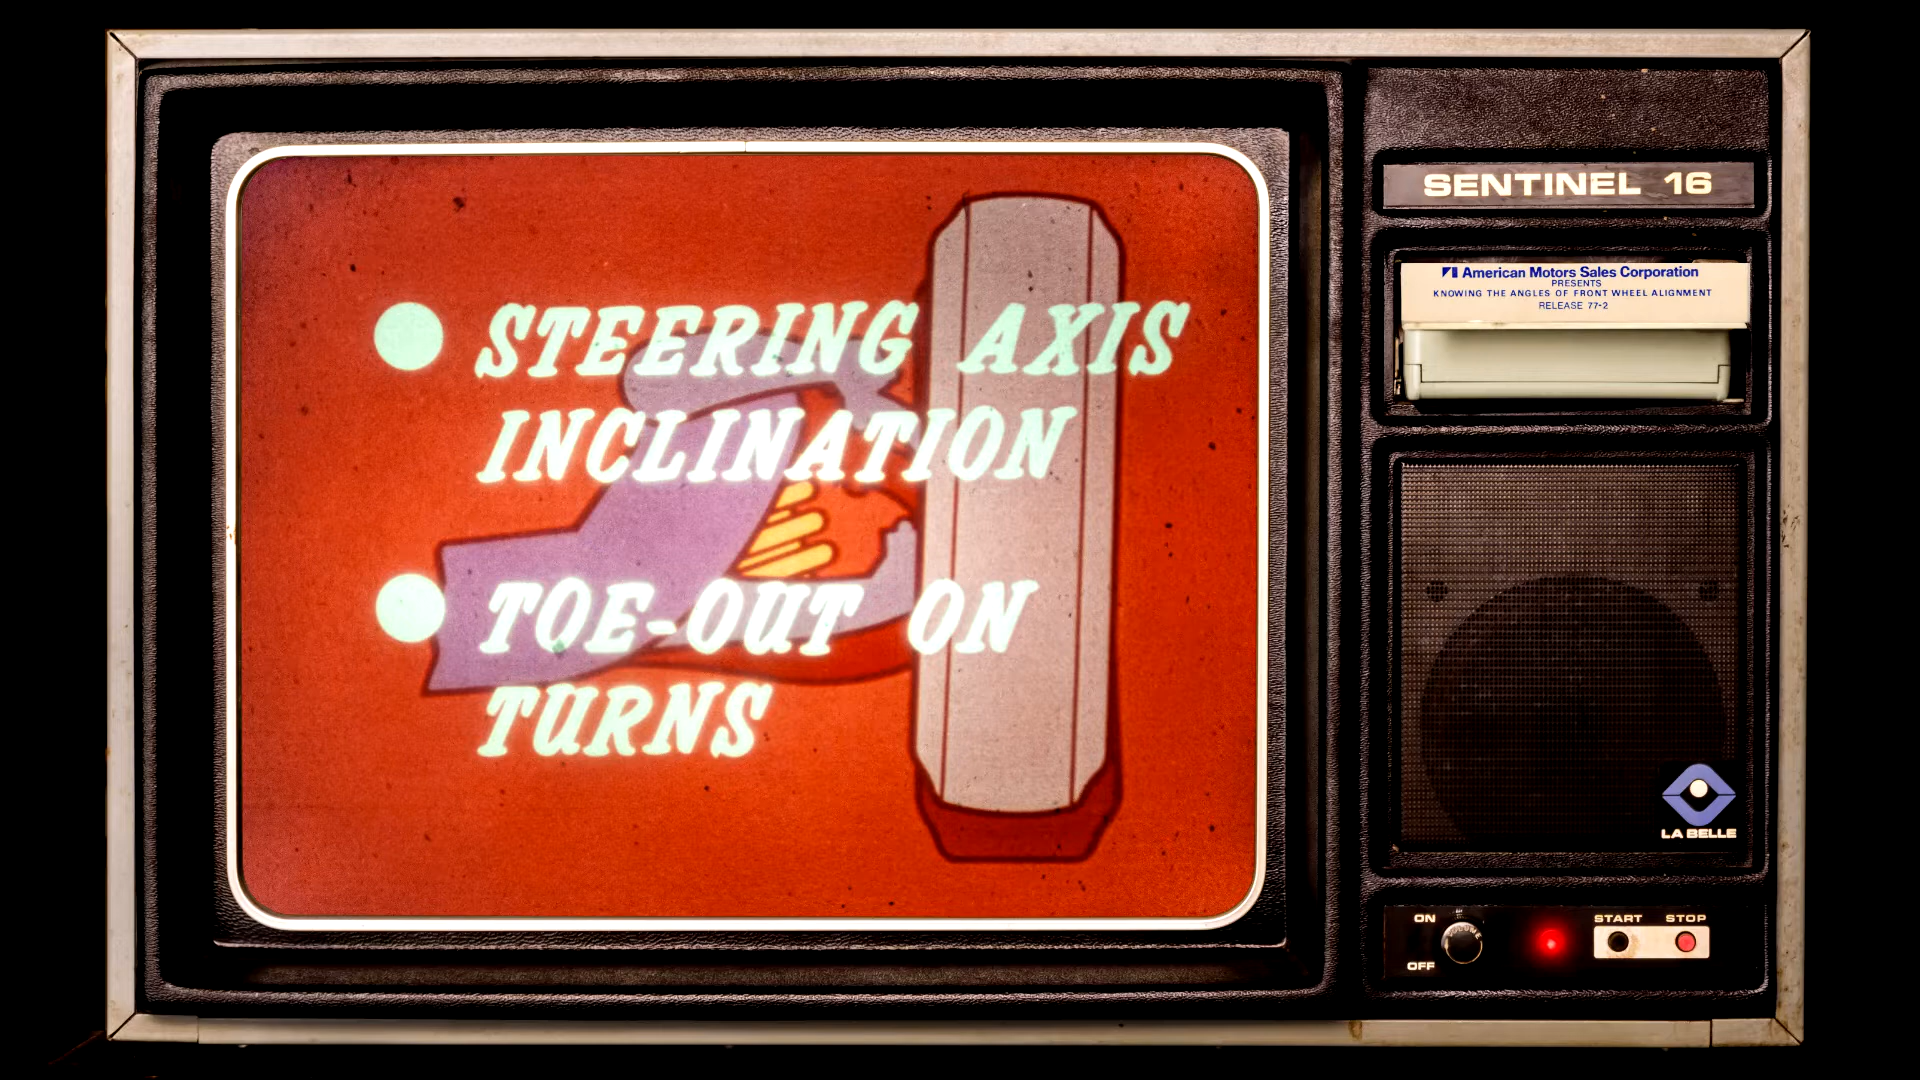 STEERING AXIS
INCLINATION
TOE-OUT ON
TURNS
SENTINEL 16
American Motors Sales Corporation
PRESENTS
KNOWING THE ANGLES OF FRONT WHEEL ALIGNMENT
RELEASE 77-2
LA BELLE
ON
OFF
VOLUME
START STOP